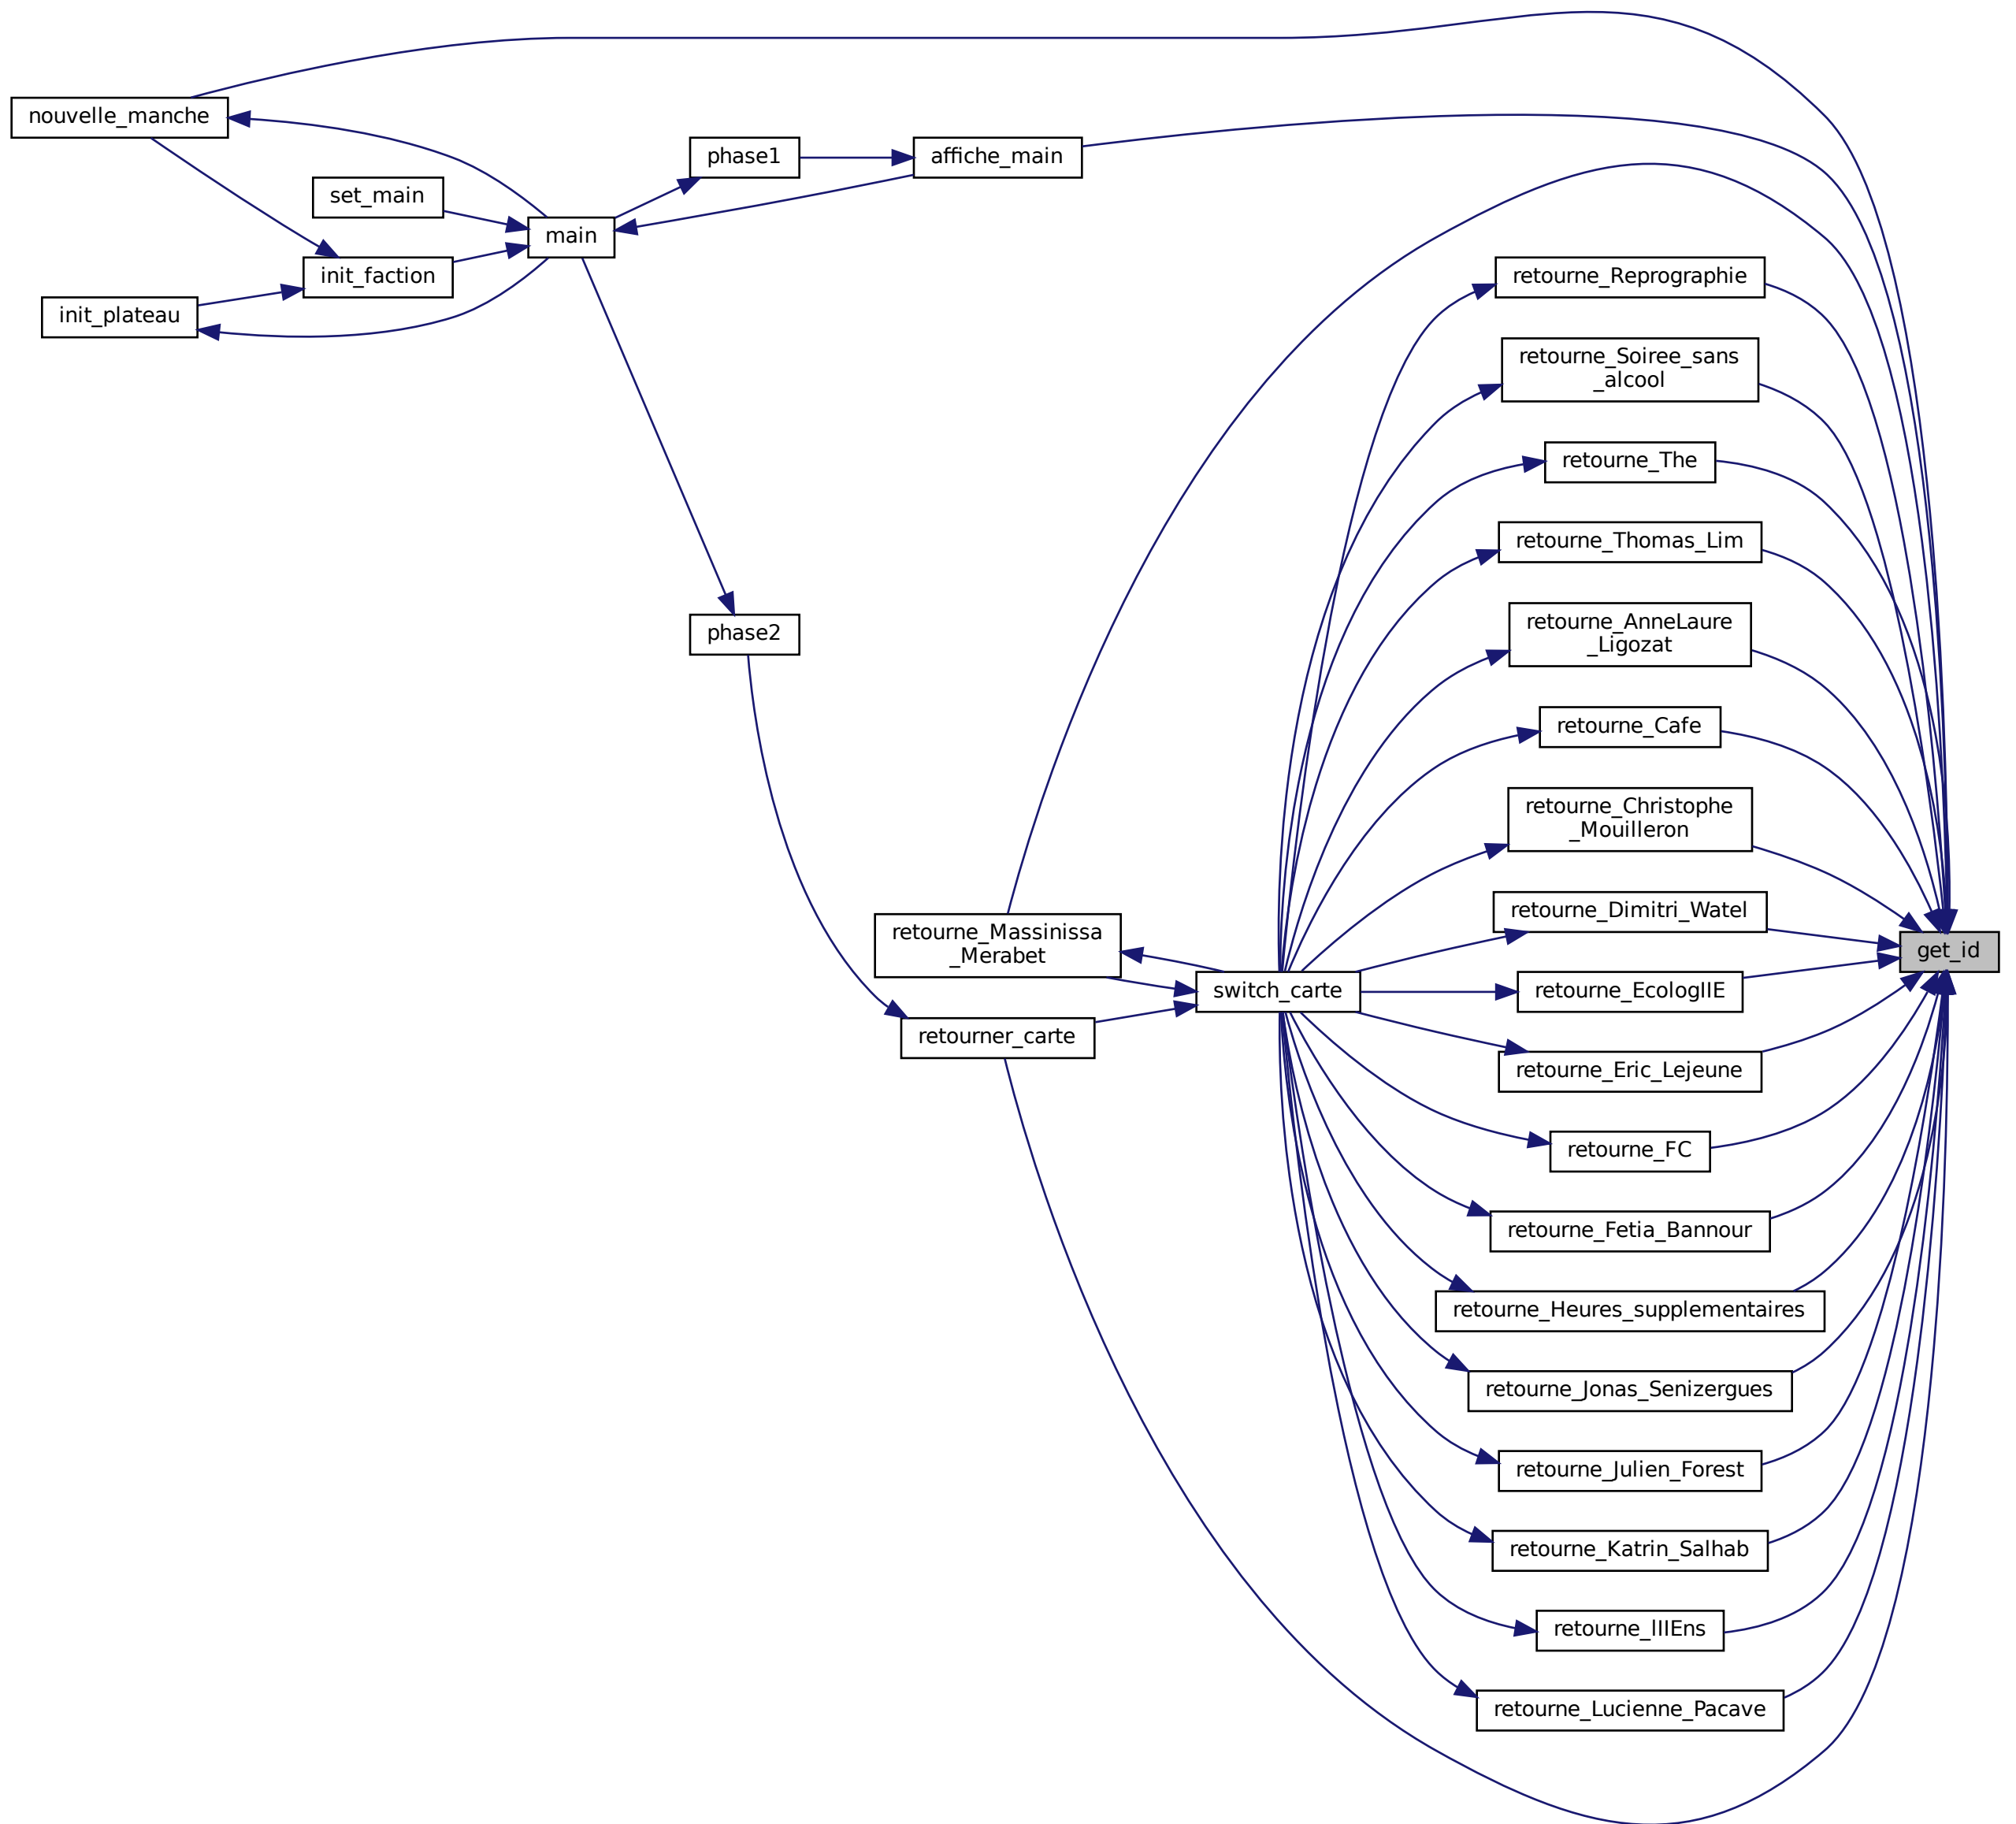 nouvelle_manche
phase1
affiche_main
set_main
main
init_faction
init_plateau
retourne_Reprographie
retourne_Soiree_sans
_alcool
retourne_The
retourne_Thomas_Lim
retourne_AnneLaure
_Ligozat
phase2
retourne_Cafe
retourne_Christophe
_Mouilleron
retourne_Dimitri_Watel
retourne_Massinissa
_Merabet
get_id
switch_carte
retourne_EcologIIE
retourner_carte
retourne_Eric_Lejeune
retourne_FC
retourne_Fetia_Bannour
retourne_Heures_supplementaires
retourne_Jonas_Senizergues
retourne_Julien_Forest
retourne_Katrin_Salhab
retourne_lIIEns
retourne_Lucienne_Pacave